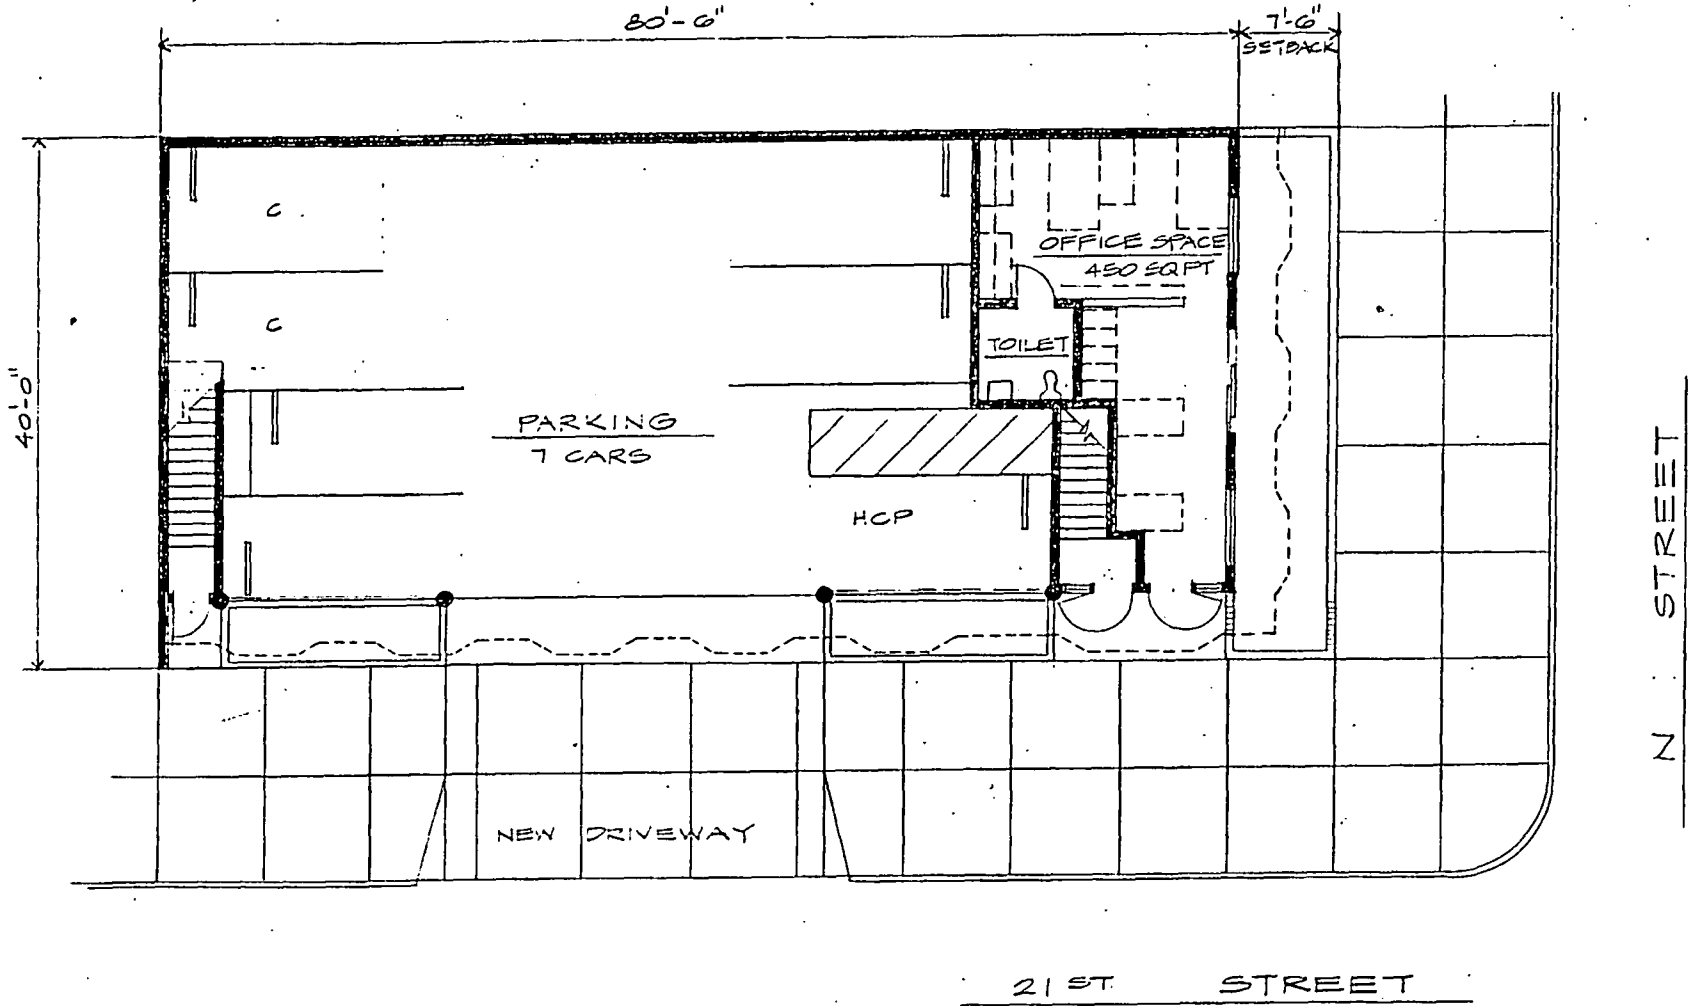 80'-6"
7'-6"
SETBACK
C
OFFICE SPACE
450 SQ FT
C
TOILET
40'-0"
PARKING
7 CARS
HCP
N STREET
NEW DRIVEWAY
21 ST. STREET